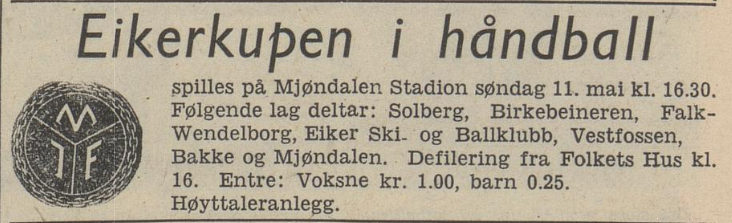 Eikerkupen i håndball
M
I F
spilles på Mjøndalen Stadion søndag 11. mai kl. 16.30.
Følgende lag deltar: Solberg, Birkebeineren, Falk-
Wendelborg, Eiker Ski- og Ballklubb, Vestfossen,
Bakke og Mjøndalen. Defilering fra Folkets Hus kl.
16. Entre: Voksne kr. 1.00, barn 0.25.
Høyttaleranlegg.